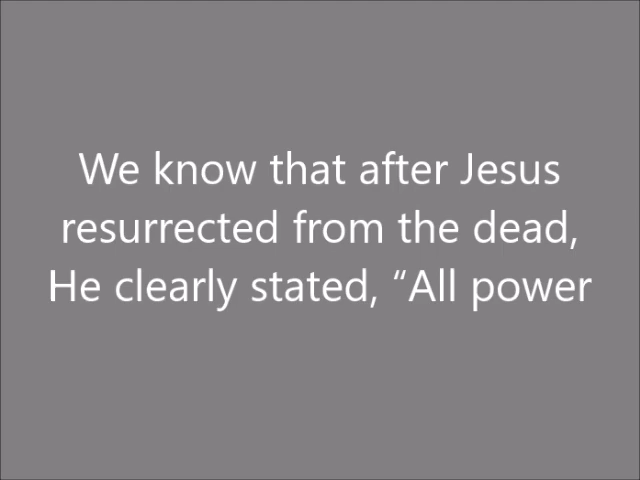 We know that after Jesus
resurrected from the dead,
He clearly stated, “All power